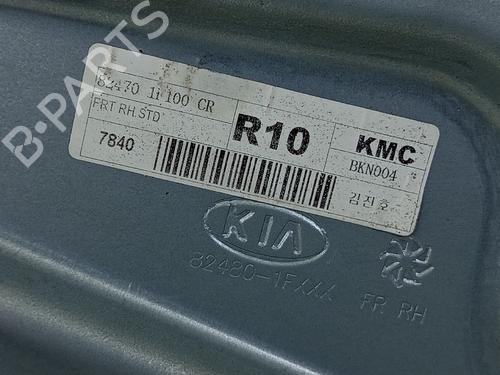 82470 1F100 CR
FRT RH.STD
7840
R10
KMC
BKN004
김진호
KIA
82480-1FXXX
FR RH
B-PARTS